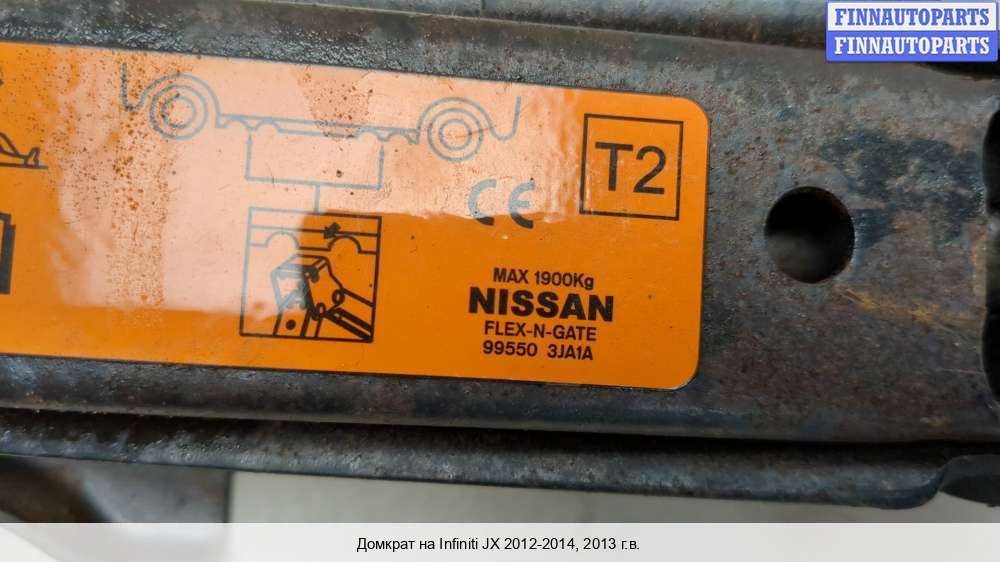 FINNAUTOPARTS
FINNAUTOPARTS
T2
CE
MAX 1900Kg
NISSAN
FLEX-N-GATE
99550 3JA1A
Домкрат на Infiniti JX 2012-2014, 2013 г.в.